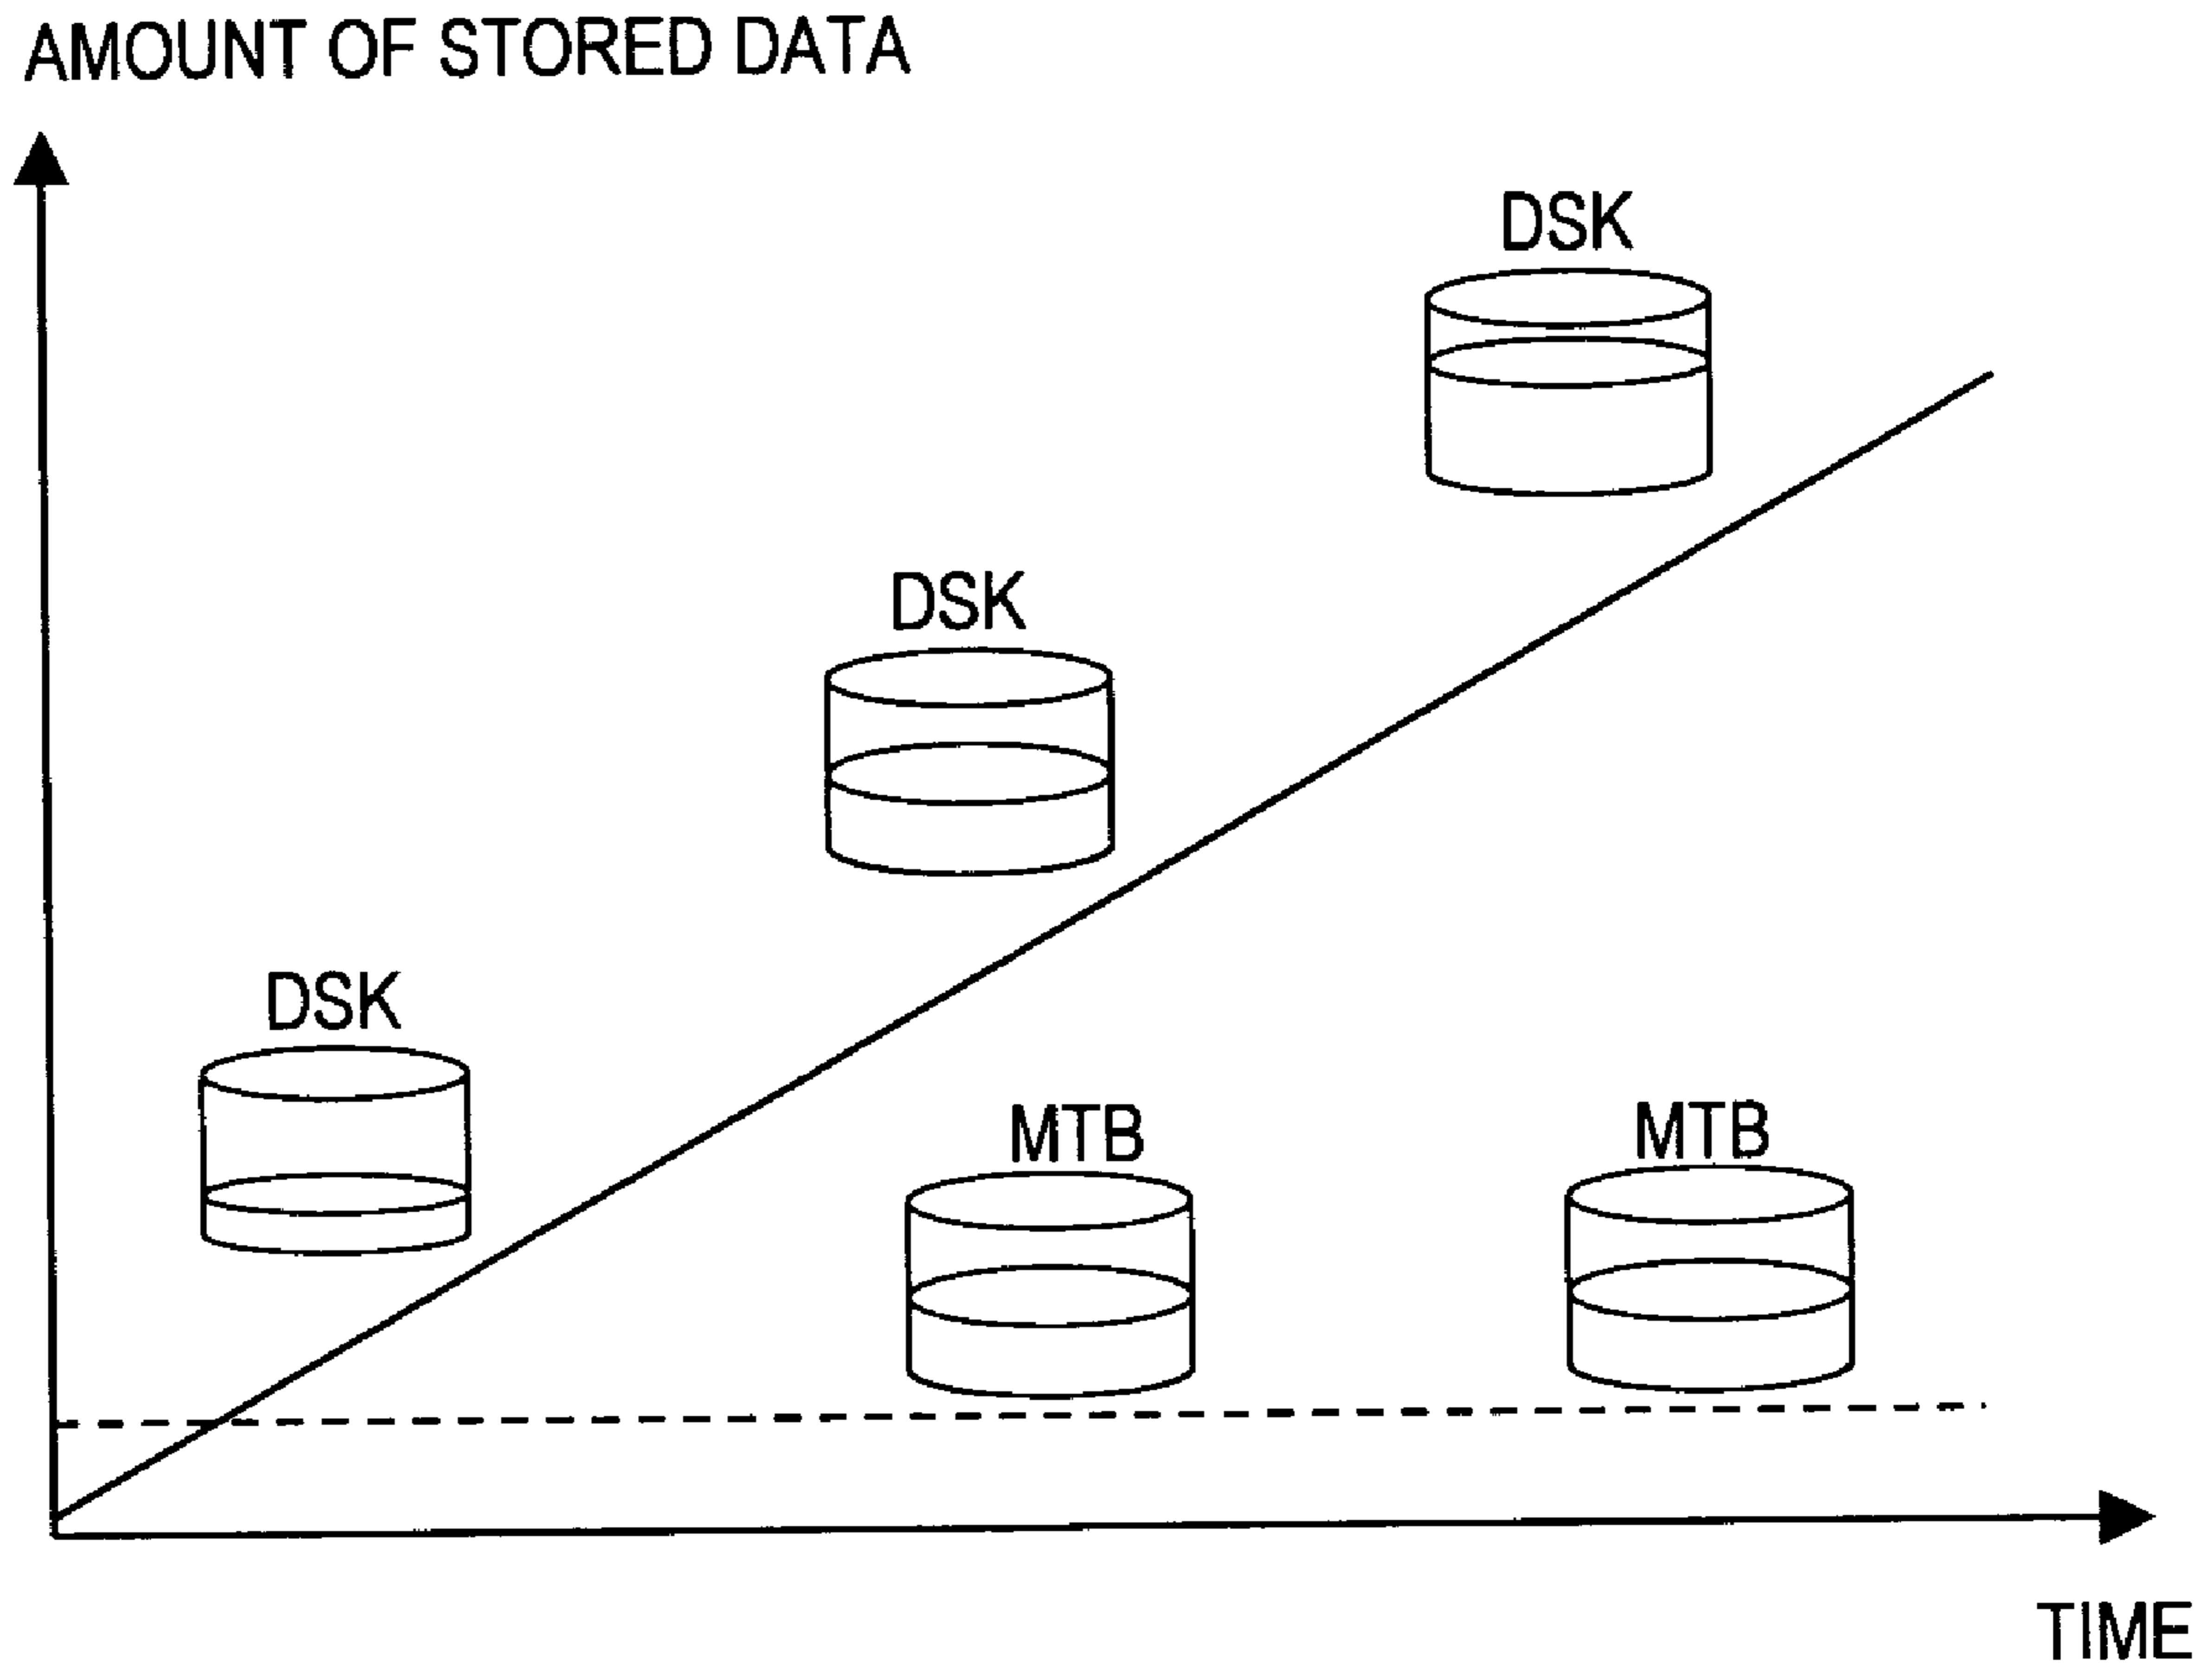 AMOUNT OF STORED DATA
DSK
DSK
DSK
MTB
MTB
TIME